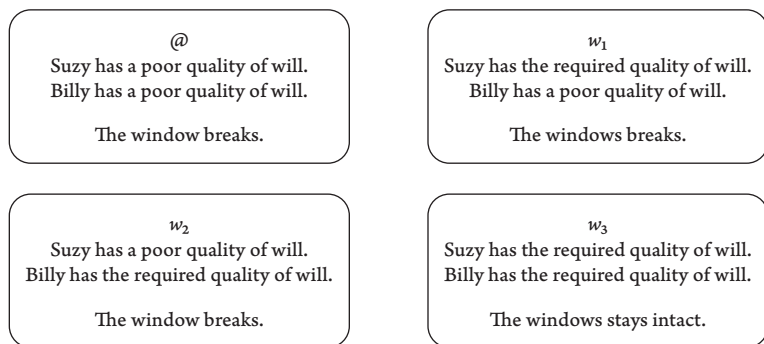 @
Suzy has a poor quality of will.
Billy has a poor quality of will.
The window breaks.
w₁
Suzy has the required quality of will.
Billy has a poor quality of will.
The windows breaks.
w₂
Suzy has a poor quality of will.
Billy has the required quality of will.
The window breaks.
w₃
Suzy has the required quality of will.
Billy has the required quality of will.
The windows stays intact.